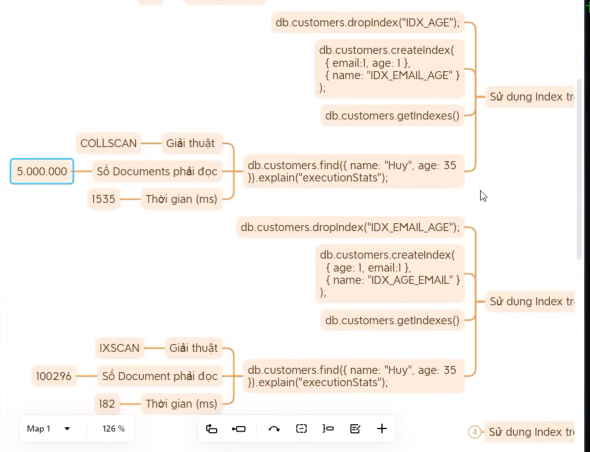 db.customers.dropIndex("IDX_AGE");
db.customers.createIndex(
{ email:1, age: 1 },
{ name: "IDX_EMAIL_AGE" }
);
db.customers.getIndexes()
Sử dụng Index tr
COLLSCAN
Giải thuật
5.000.000
Số Documents phải đọc
1535
Thời gian (ms)
db.customers.find({ name: "Huy", age: 35
}).explain("executionStats");
db.customers.dropIndex("IDX_EMAIL_AGE");
db.customers.createIndex(
{ age: 1, email:1 },
{ name: "IDX_AGE_EMAIL" }
);
db.customers.getIndexes()
Sử dụng Index tr
IXSCAN
Giải thuật
100296
Số Document phải đọc
182
Thời gian (ms)
db.customers.find({ name: "Huy", age: 35
}).explain("executionStats");
Map 1
126 %
4
Sử dụng Index tr